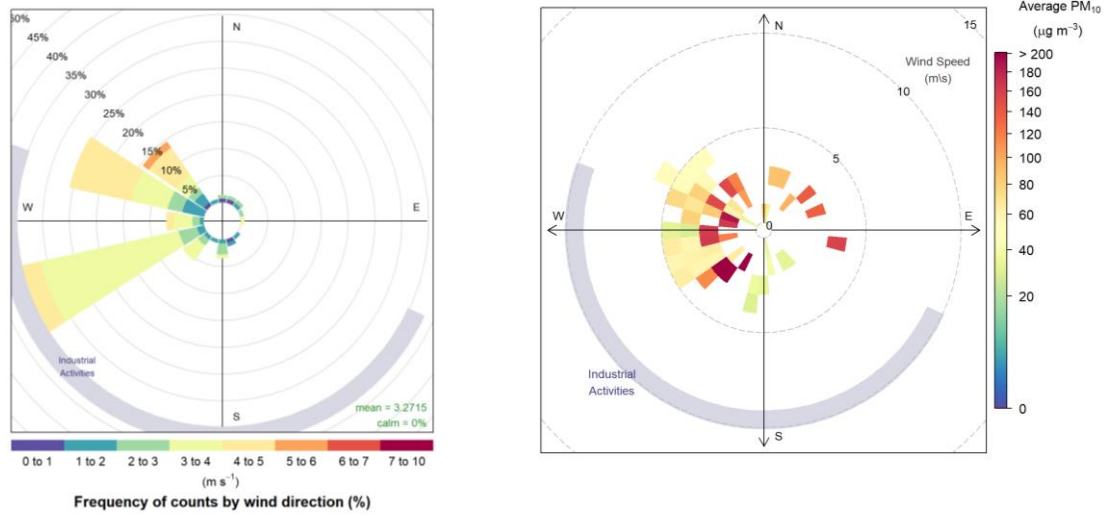 50%
45%
40%
35%
30%
25%
20%
15%
10%
5%
N
W
E
S
Industrial
Activities
mean = 3.2715
calm = 0%
0 to 1 1 to 2 2 to 3 3 to 4 4 to 5 5 to 6 6 to 7 7 to 10
(m s⁻¹)
Frequency of counts by wind direction (%)
N
15
Wind Speed
(m\s)
10
5
0
W
E
S
Industrial
Activities
Average PM₁₀
(μg m⁻³)
> 200
180
160
140
120
100
80
60
40
20
0